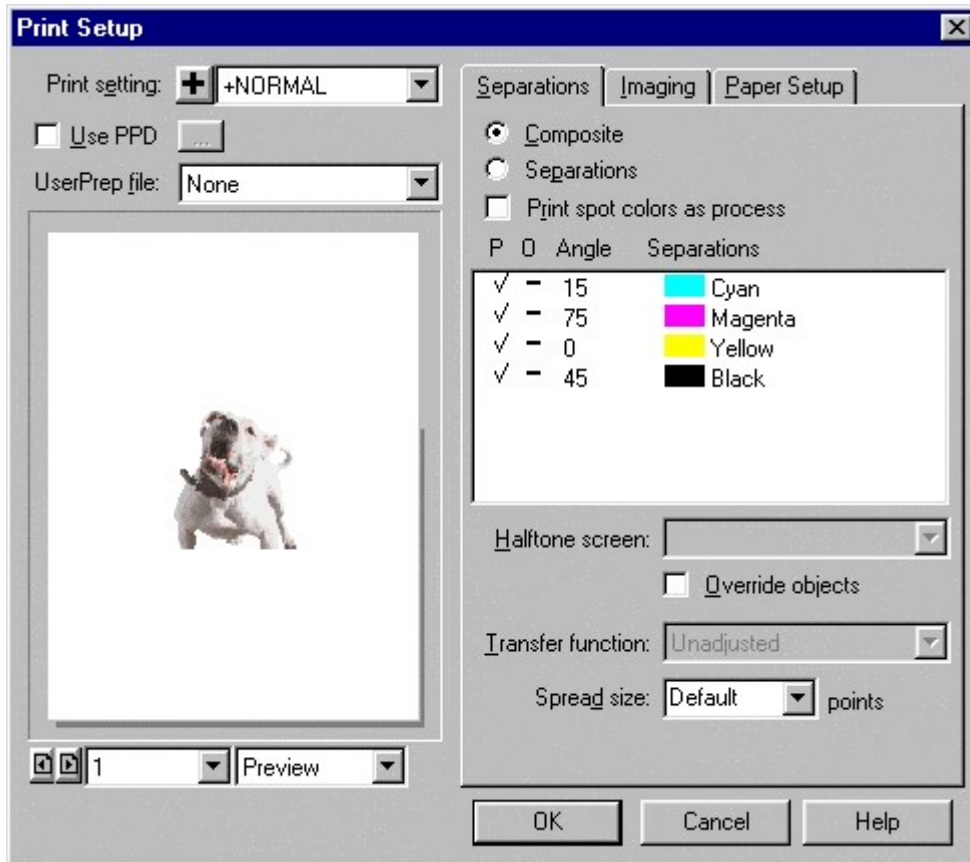 Print Setup
Print setting: +NORMAL
Use PPD ...
UserPrep file: None
1 Preview
Separations Imaging Paper Setup
Composite
Separations
Print spot colors as process
P O Angle Separations
15 Cyan
75 Magenta
0 Yellow
45 Black
Halftone screen:
Override objects
Transfer function: Unadjusted
Spread size: Default points
OK Cancel Help